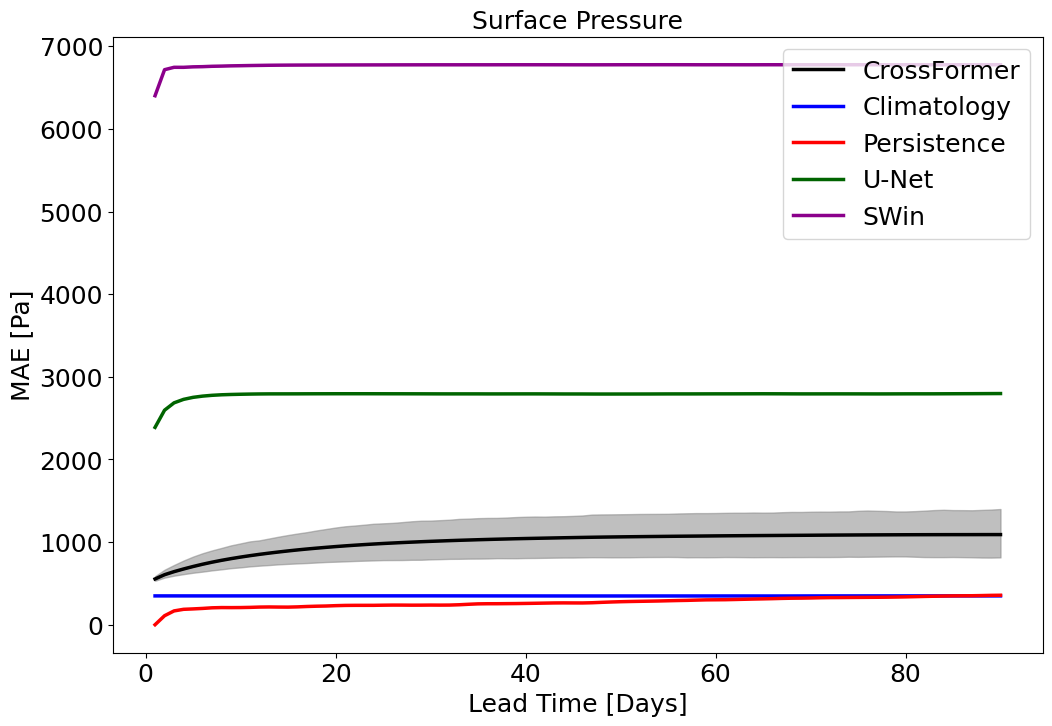 Surface Pressure
7000
6000
5000
4000
3000
2000
1000
0
MAE [Pa]
CrossFormer
Climatology
Persistence
U-Net
SWin
0
20
40
60
80
Lead Time [Days]